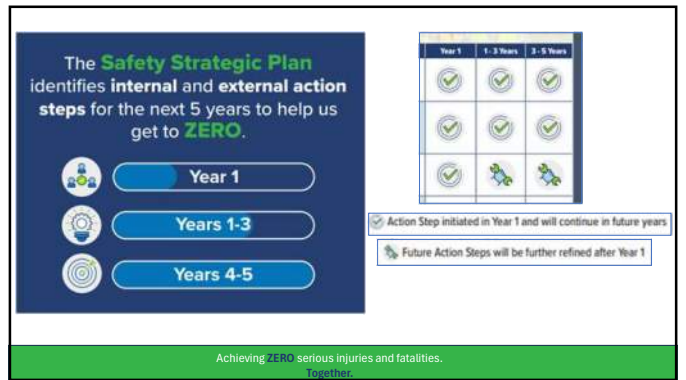 The Safety Strategic Plan
identifies internal and external action
steps for the next 5 years to help us
get to ZERO.
Year 1
Years 1-3
Years 4-5
Year 1 1 - 3 Years 3 - 5 Years
Action Step initiated in Year 1 and will continue in future years
Future Action Steps will be further refined after Year 1
Achieving ZERO serious injuries and fatalities.
Together.